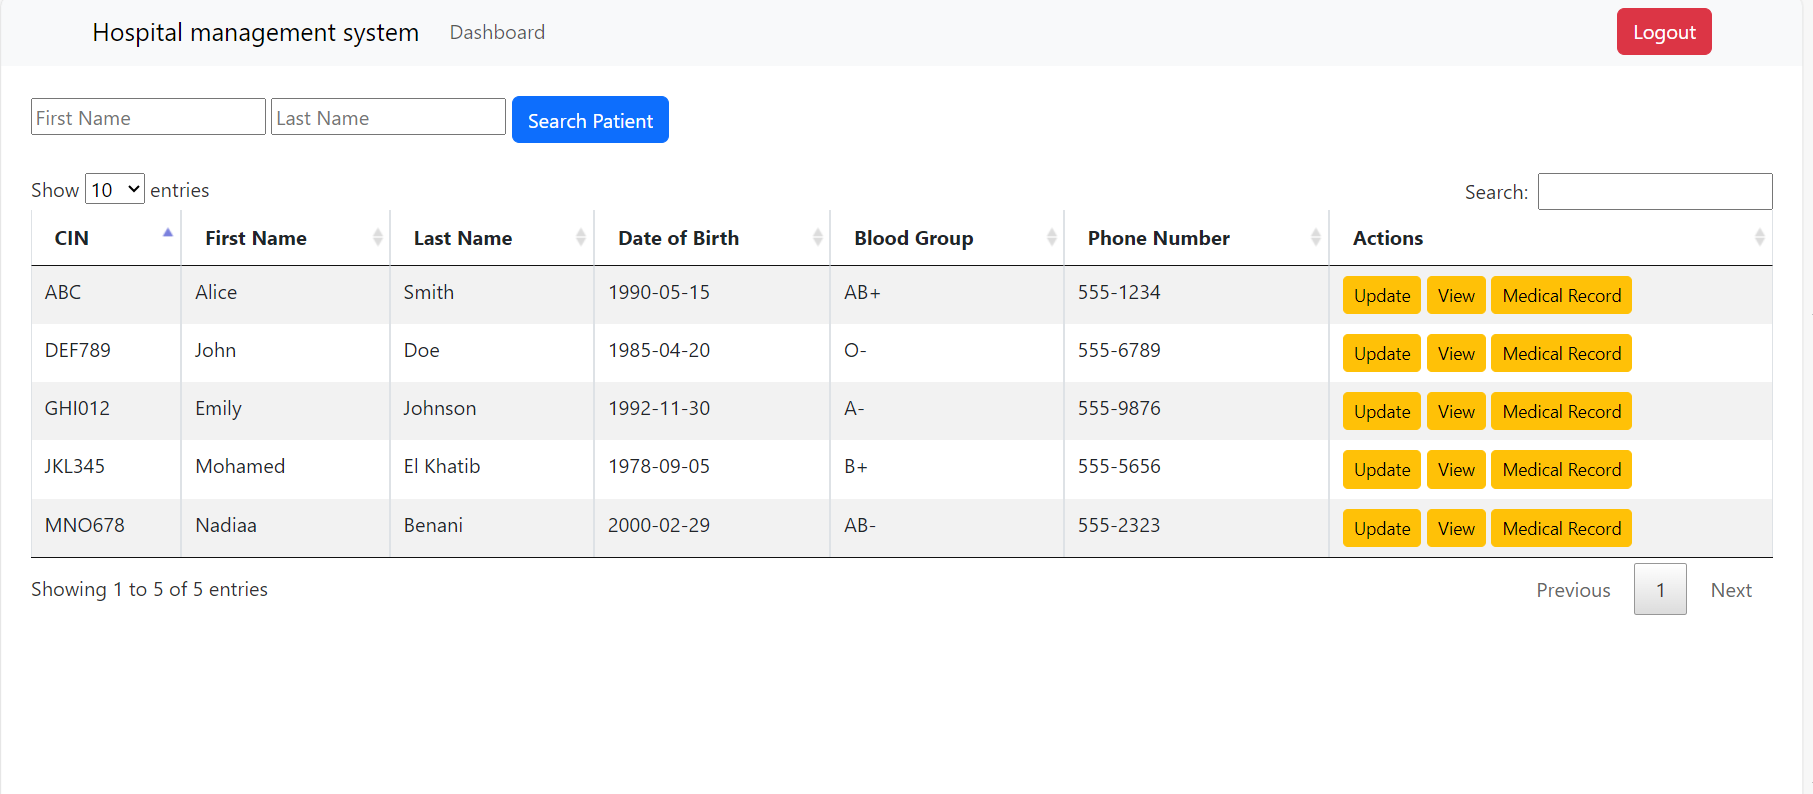 Hospital management system Dashboard Logout
First Name Last Name Search Patient
Show 10 entries Search:
CIN First Name Last Name Date of Birth Blood Group Phone Number Actions
ABC Alice Smith 1990-05-15 AB+ 555-1234 Update View Medical Record
DEF789 John Doe 1985-04-20 O- 555-6789 Update View Medical Record
GHI012 Emily Johnson 1992-11-30 A- 555-9876 Update View Medical Record
JKL345 Mohamed El Khatib 1978-09-05 B+ 555-5656 Update View Medical Record
MNO678 Nadiaa Benani 2000-02-29 AB- 555-2323 Update View Medical Record
Showing 1 to 5 of 5 entries Previous 1 Next